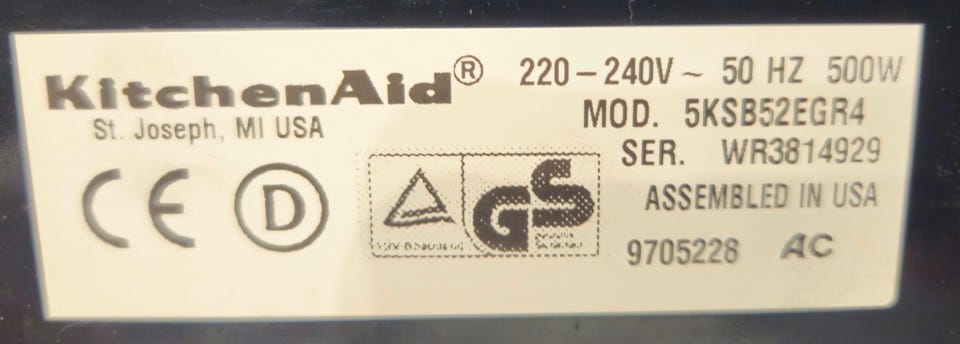 KitchenAid®
St. Joseph, MI USA
220-240V ~ 50 HZ 500W
MOD. 5KSB52EGR4
SER. WR3814929
ASSEMBLED IN USA
9705228 AC
CE D
GS